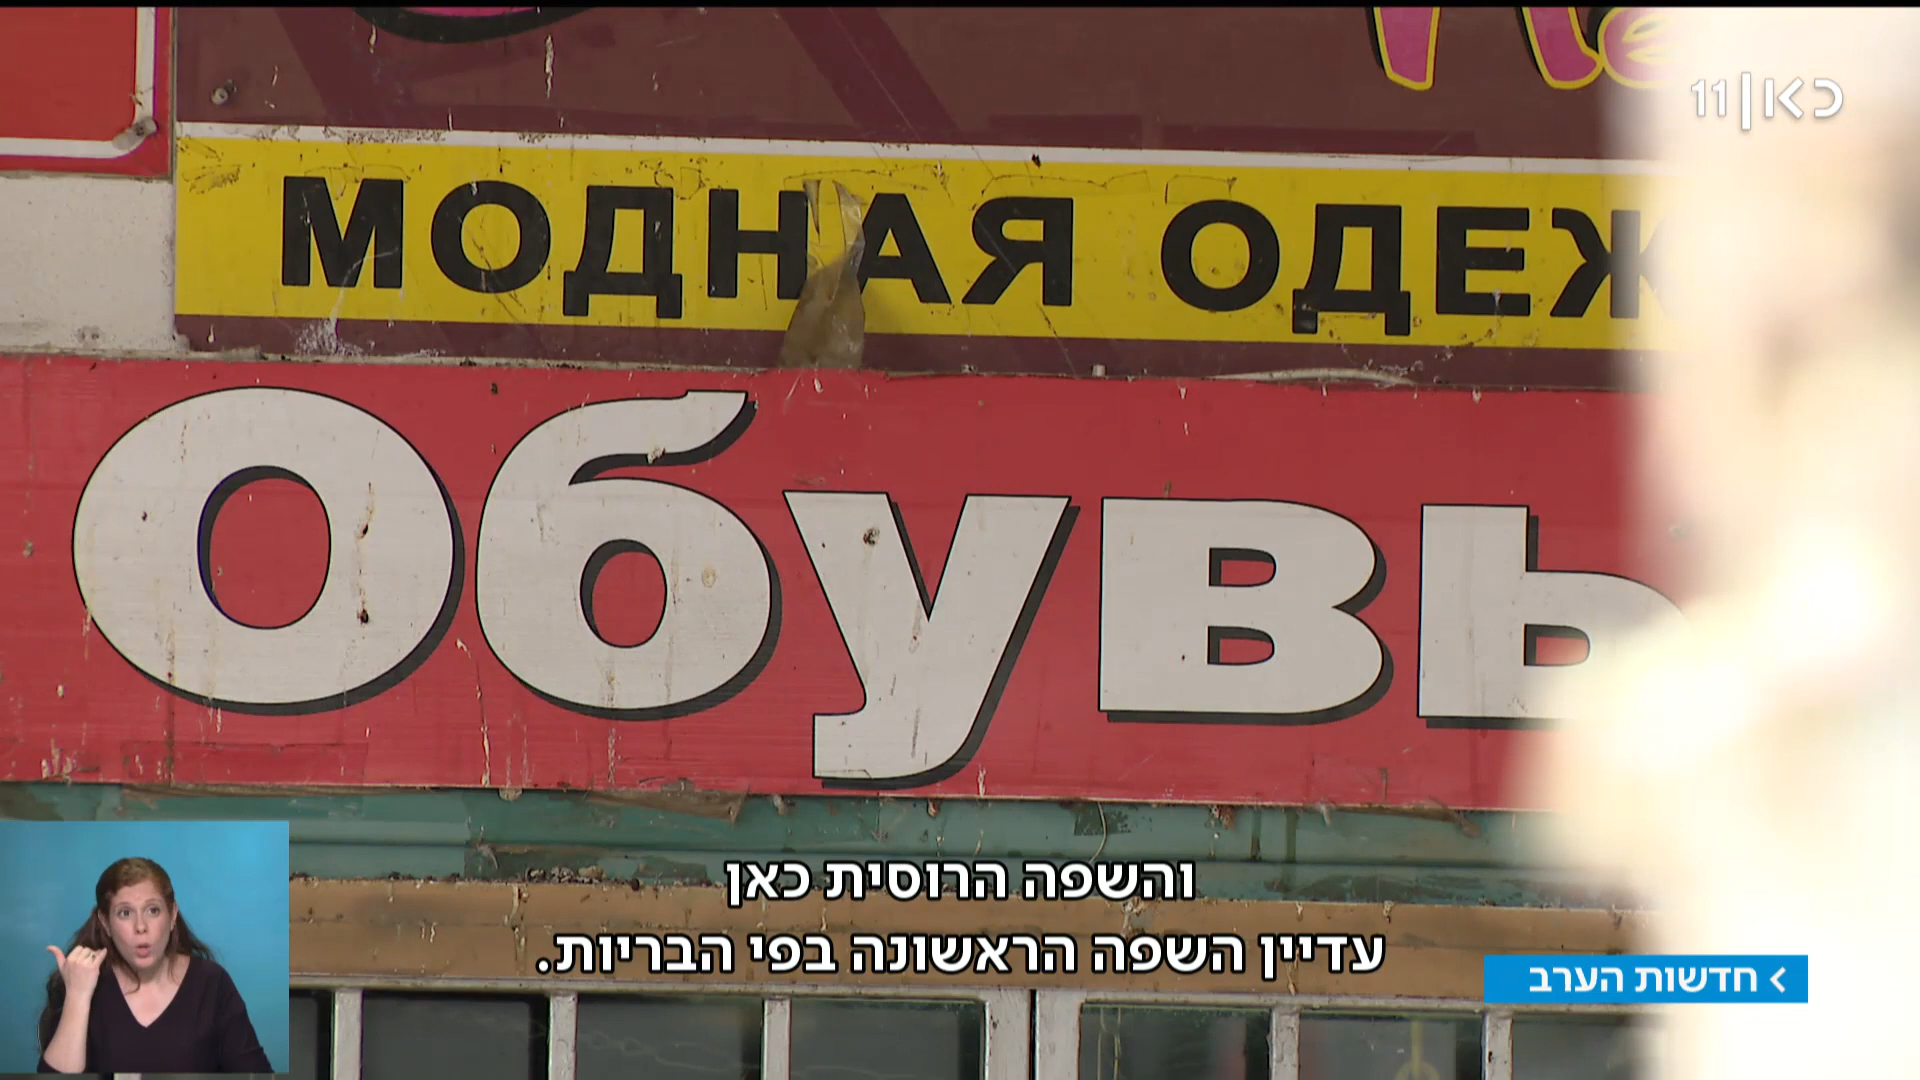 כאן 11
МОДНАЯ ОДЕЖ
Обувь
והשפה הרוסית כאן
עדיין השפה הראשונה בפי הבריות.
חדשות הערב